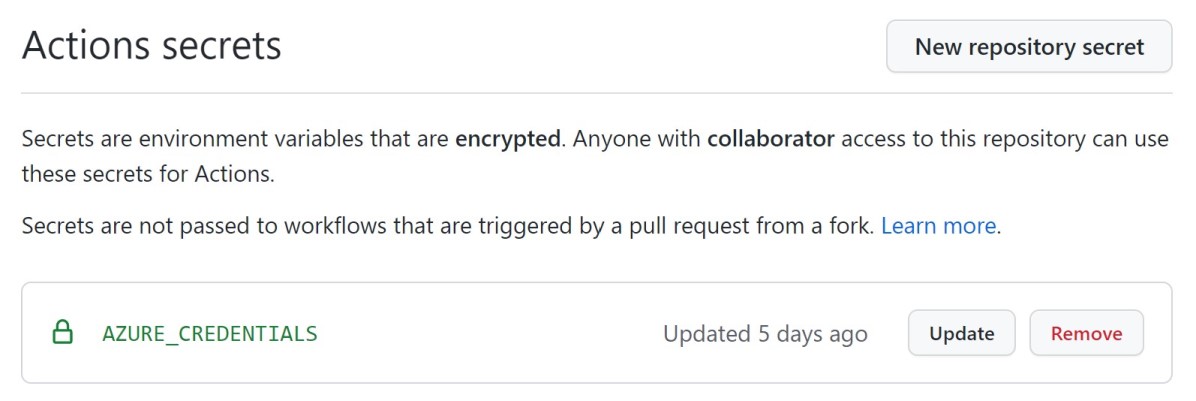 Actions secrets
New repository secret
Secrets are environment variables that are encrypted. Anyone with collaborator access to this repository can use
these secrets for Actions.
Secrets are not passed to workflows that are triggered by a pull request from a fork. Learn more.
AZURE_CREDENTIALS
Updated 5 days ago
Update
Remove